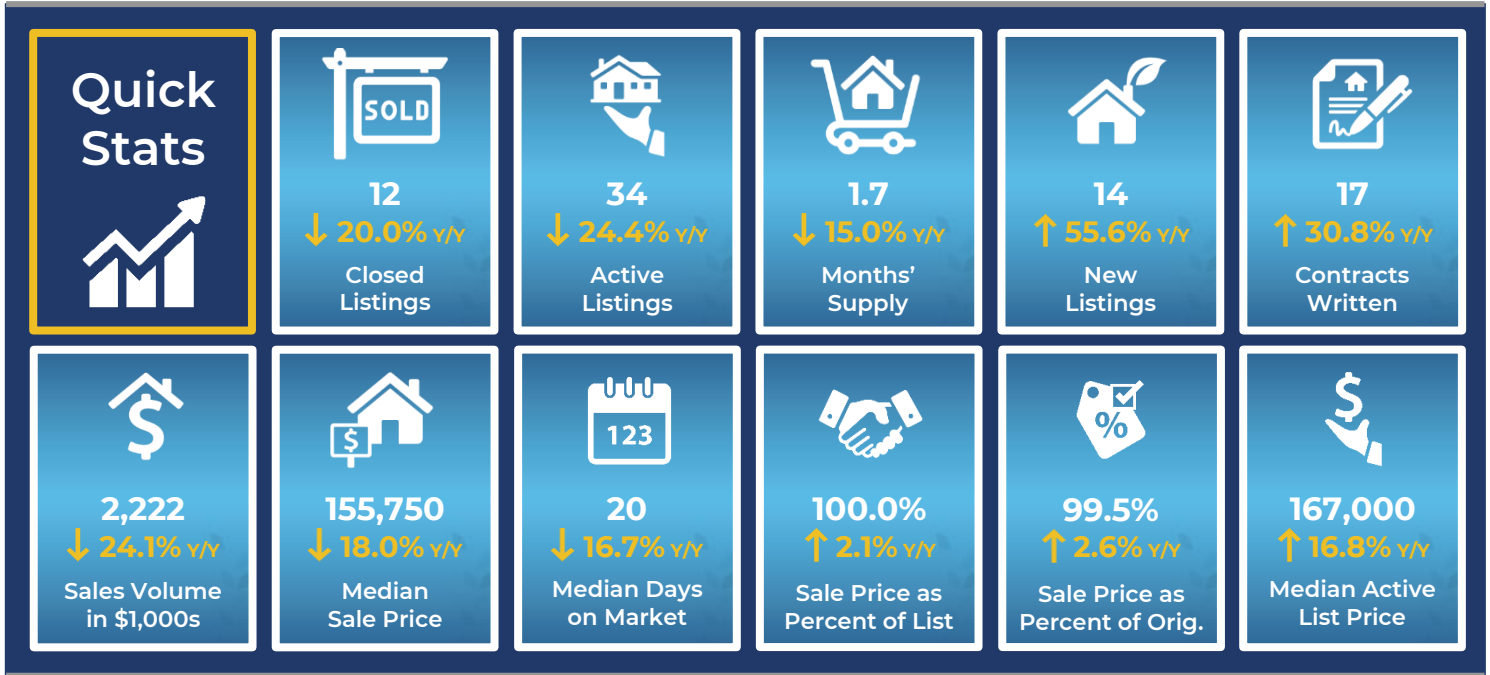 Quick
Stats
SOLD
12
↓ 20.0% Y/Y
Closed
Listings
34
↓ 24.4% Y/Y
Active
Listings
1.7
↓ 15.0% Y/Y
Months’
Supply
14
↑ 55.6% Y/Y
New
Listings
17
↑ 30.8% Y/Y
Contracts
Written
$
2,222
↓ 24.1% Y/Y
Sales Volume
in $1,000s
$
155,750
↓ 18.0% Y/Y
Median
Sale Price
123
20
↓ 16.7% Y/Y
Median Days
on Market
100.0%
↑ 2.1% Y/Y
Sale Price as
Percent of List
%
99.5%
↑ 2.6% Y/Y
Sale Price as
Percent of Orig.
$
167,000
↑ 16.8% Y/Y
Median Active
List Price